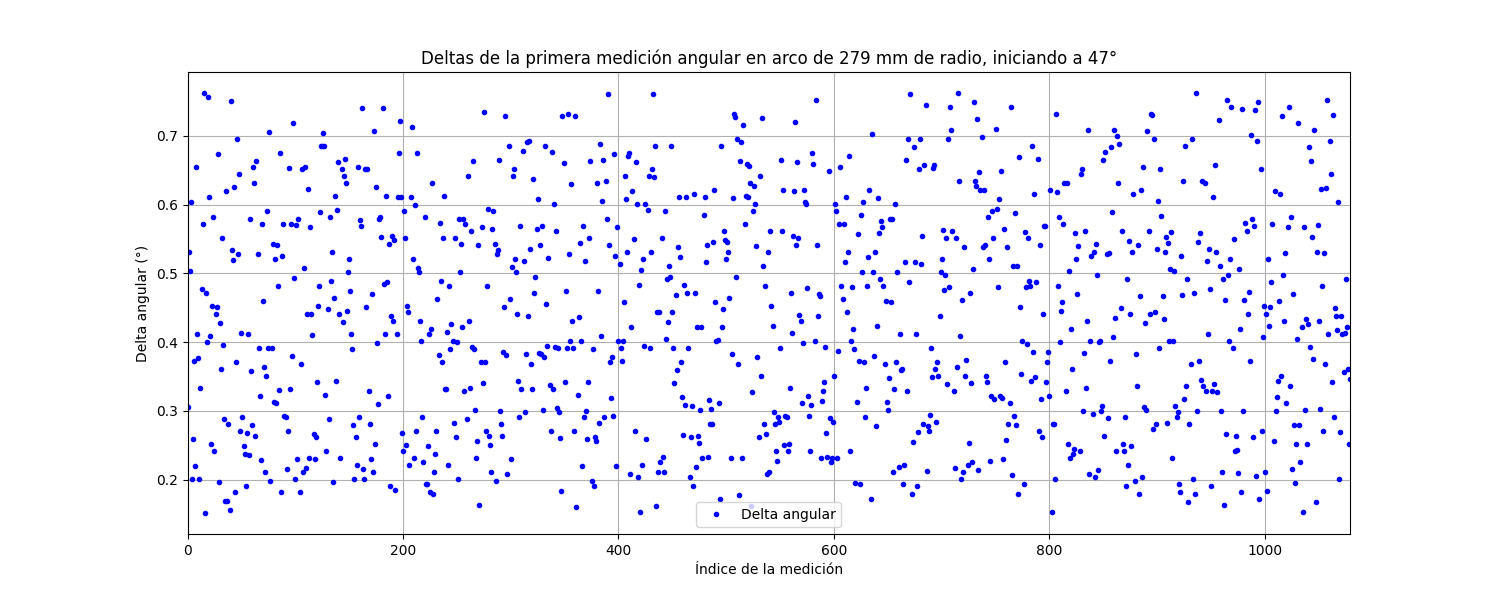 Deltas de la primera medición angular en arco de 279 mm de radio, iniciando a 47°
Delta angular (°)
0.7
0.6
0.5
0.4
0.3
0.2
Delta angular
0 200 400 600 800 1000
Índice de la medición